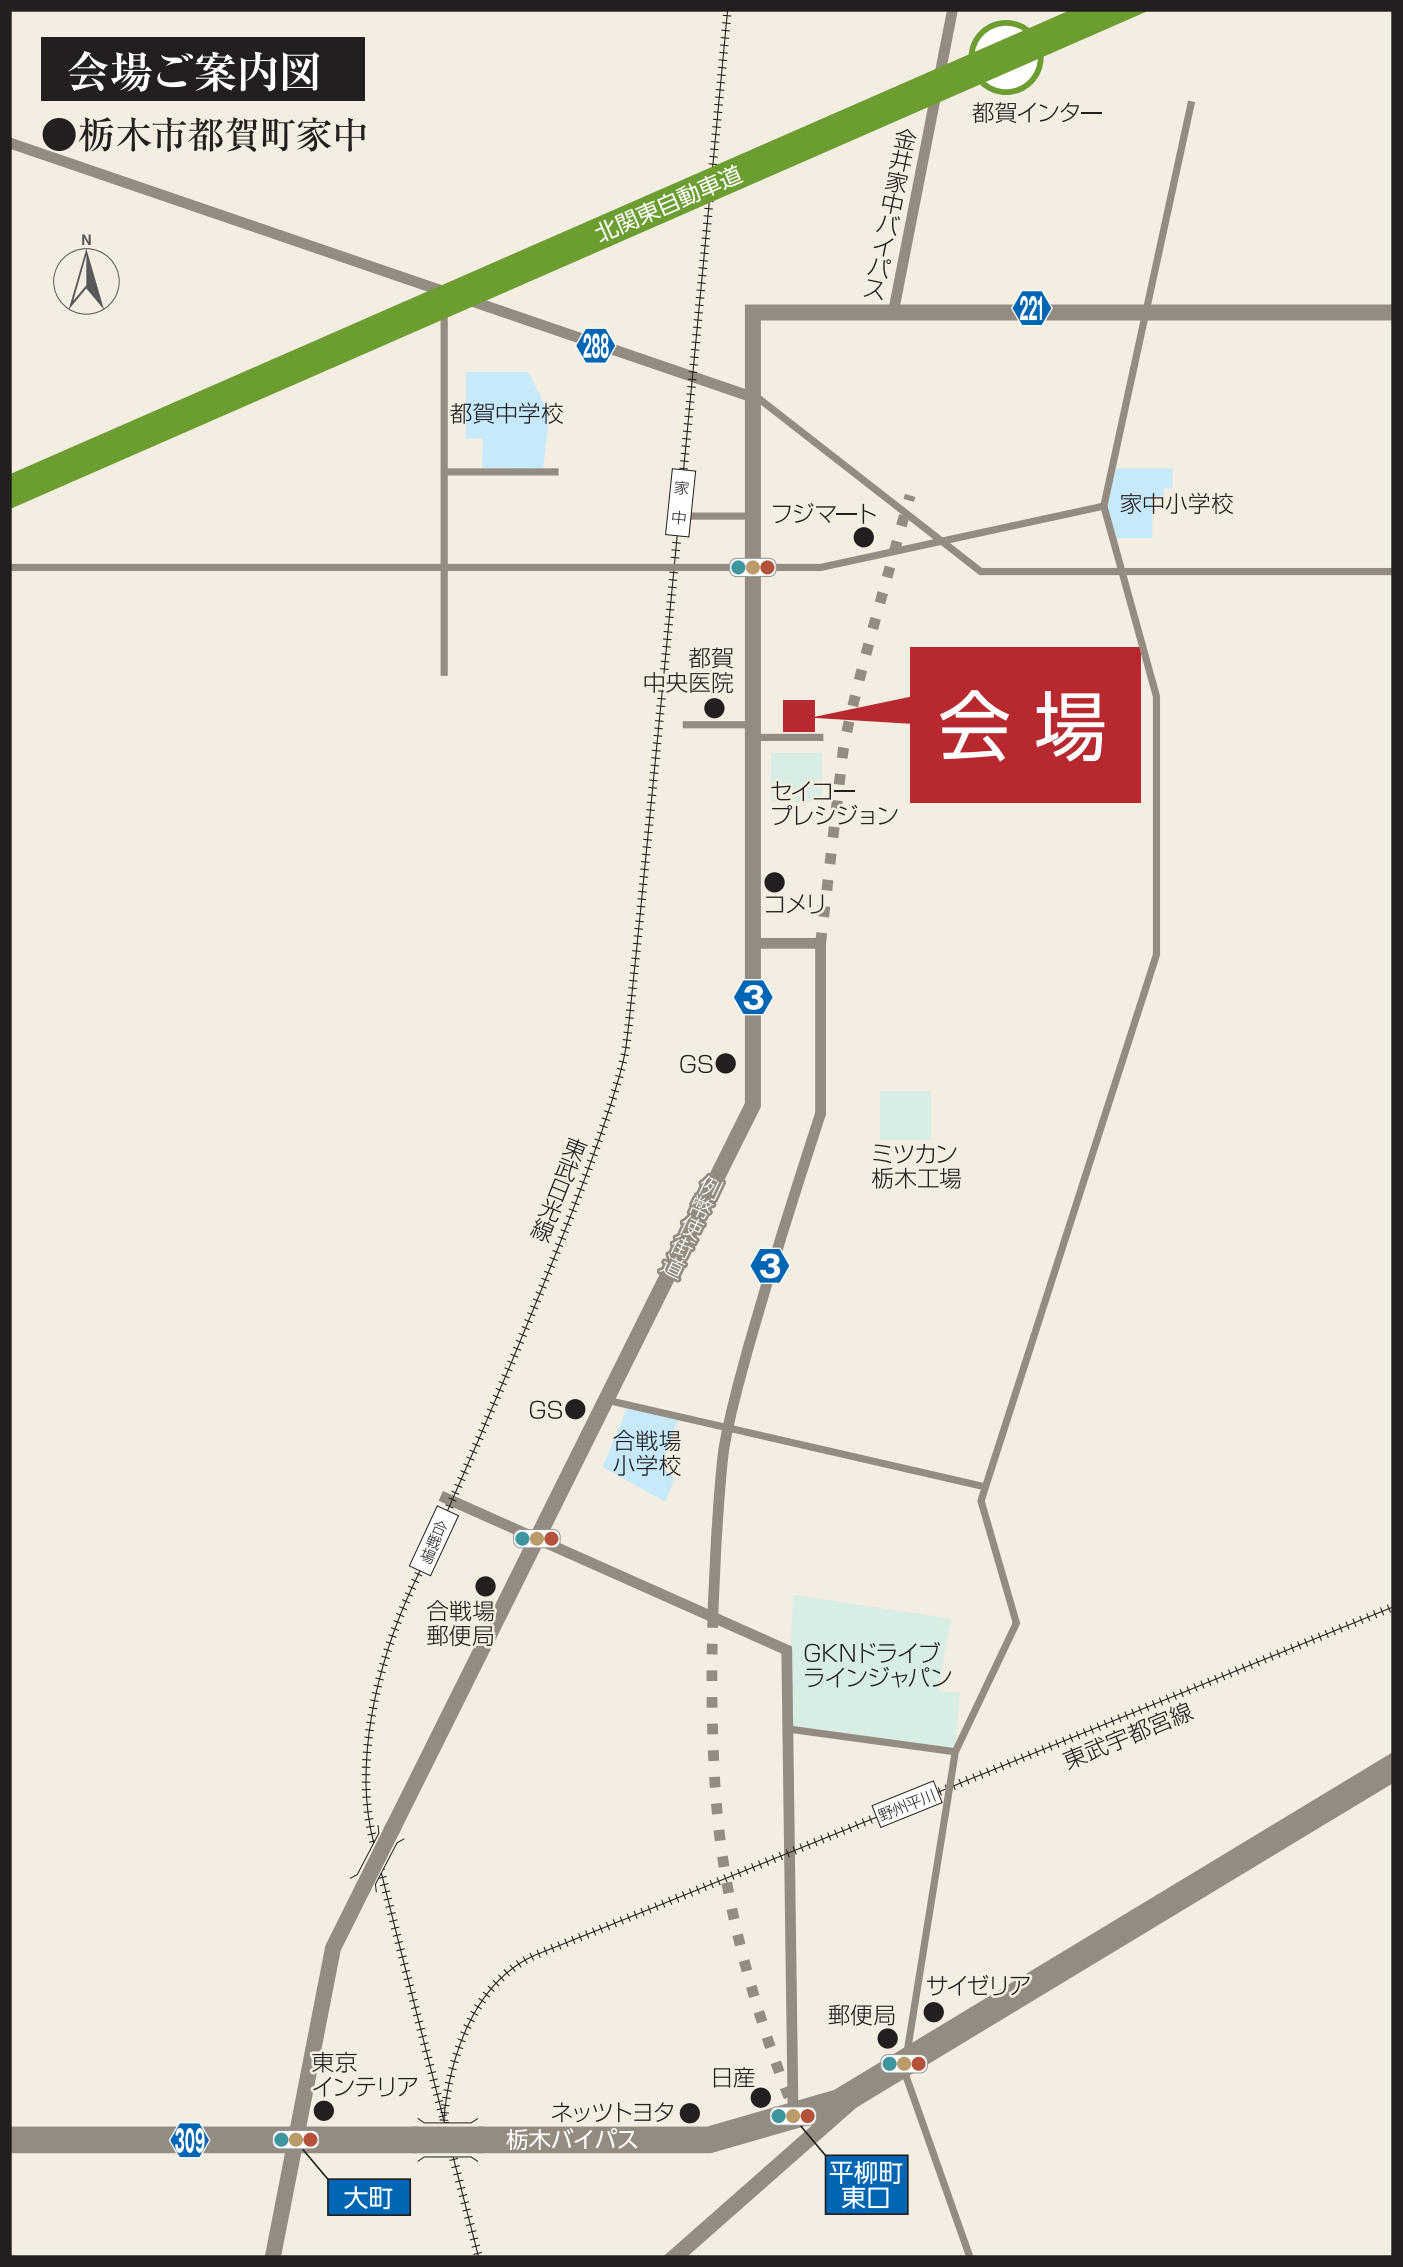 会場ご案内図
●栃木市都賀町家中
都賀インター
金井家中バイパス
北関東自動車道
N
221
288
都賀中学校
家中
フジマート
家中小学校
都賀
中央医院
会場
セイコー
プレシジョン
コメリ
3
GS
東武日光線
例幣使街道
ミツカン
栃木工場
3
GS
合戦場
小学校
合戦場
合戦場
郵便局
GKNドライブ
ラインジャパン
東武宇都宮線
野州平川
サイゼリア
郵便局
東京
インテリア
日産
ネッツトヨタ
309
栃木バイパス
大町
平柳町
東口